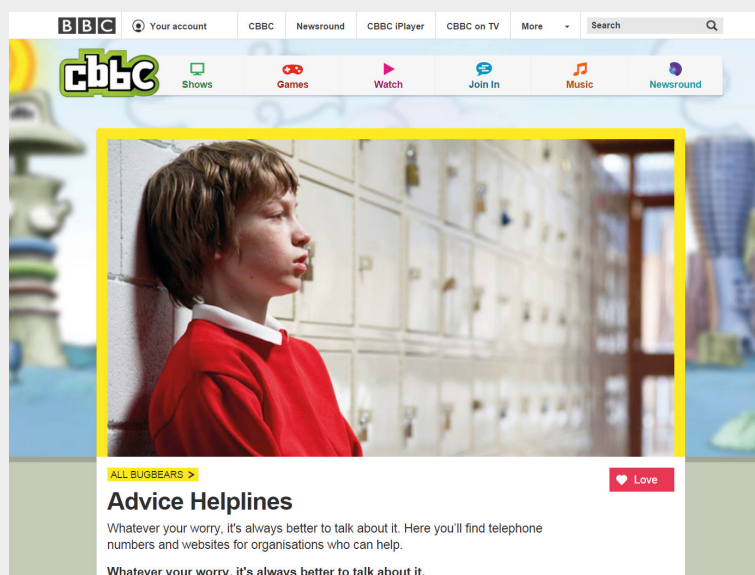 BBC Your account CBBC Newsround CBBC iPlayer CBBC on TV More Search
cbbc
Shows Games Watch Join In Music Newsround
ALL BUGBEARS >
Love
Advice Helplines
Whatever your worry, it's always better to talk about it. Here you'll find telephone
numbers and websites for organisations who can help.
Whatever your worry, it's always better to talk about it.